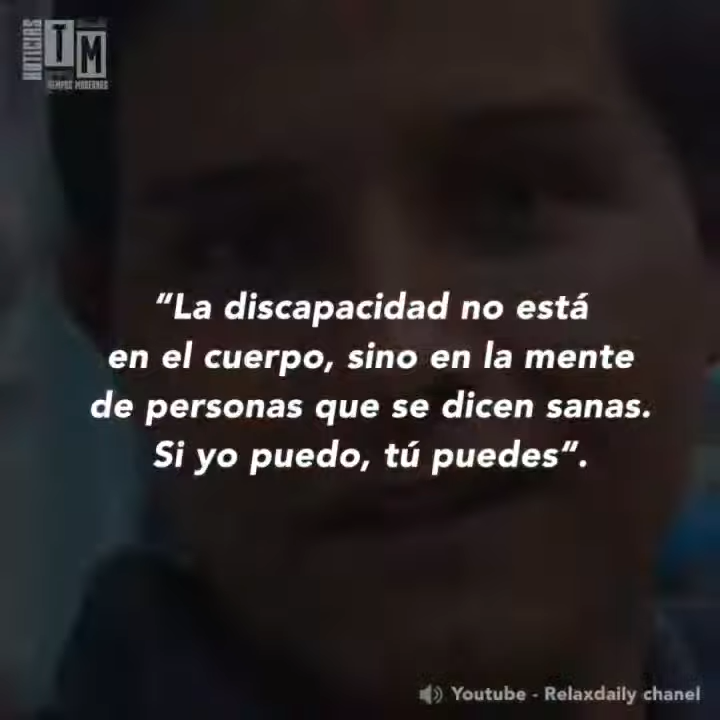 NOTICIAS
TM
TIEMPOS MODERNOS
“La discapacidad no está
en el cuerpo, sino en la mente
de personas que se dicen sanas.
Si yo puedo, tú puedes“.
Youtube - Relaxdaily chanel